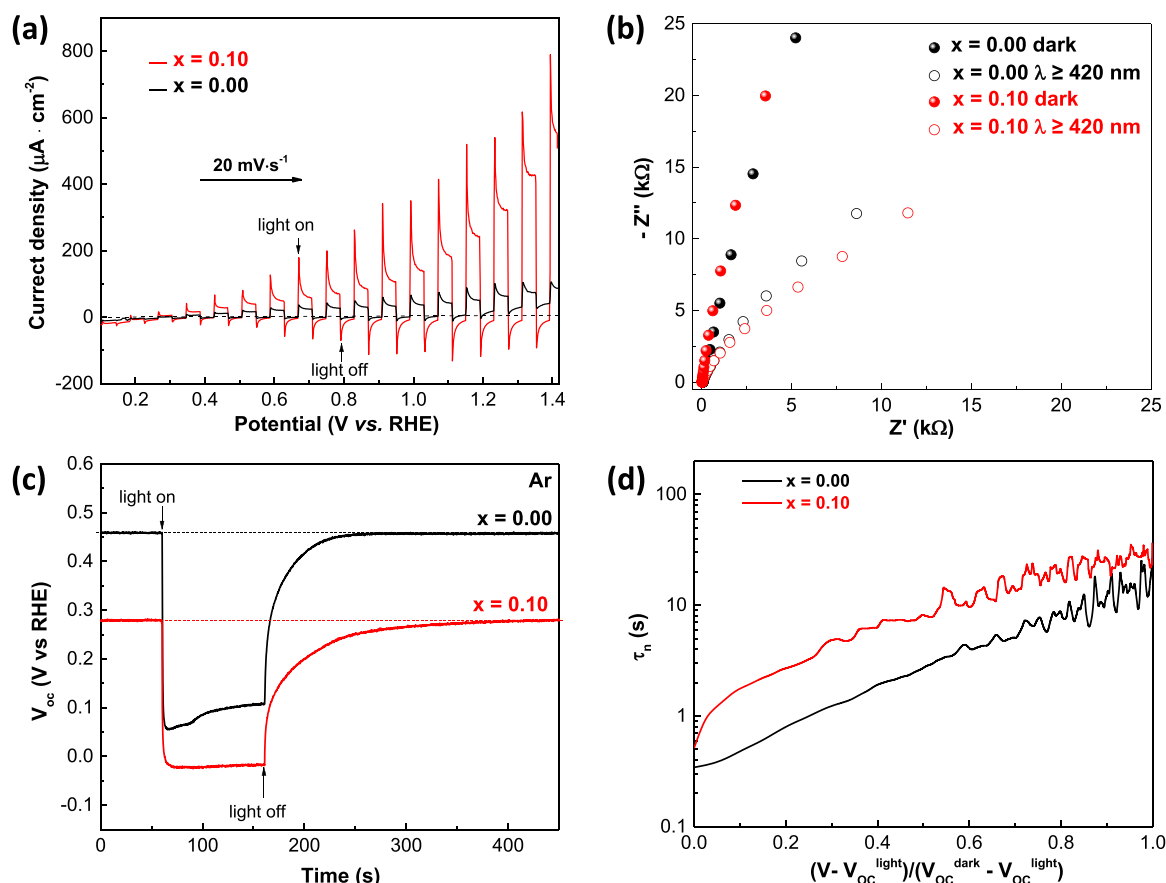 (a)
x = 0.10
x = 0.00
20 mV·s⁻¹
light on
light off
800
600
400
200
0
-200
0.2 0.4 0.6 0.8 1.0 1.2 1.4
Currect density (μA · cm⁻²)
Potential (V vs. RHE)
(b)
x = 0.00 dark
x = 0.00 λ ≥ 420 nm
x = 0.10 dark
x = 0.10 λ ≥ 420 nm
25
20
15
10
5
0
0 5 10 15 20 25
- Z'' (kΩ)
Z' (kΩ)
(c)
Ar
light on
x = 0.00
x = 0.10
light off
0.6
0.5
0.4
0.3
0.2
0.1
0.0
-0.1
0 100 200 300 400
Voc (V vs RHE)
Time (s)
(d)
x = 0.00
x = 0.10
100
10
1
0.1
0.0 0.2 0.4 0.6 0.8 1.0
τn (s)
(V- VOC^light)/(VOC^dark - VOC^light)